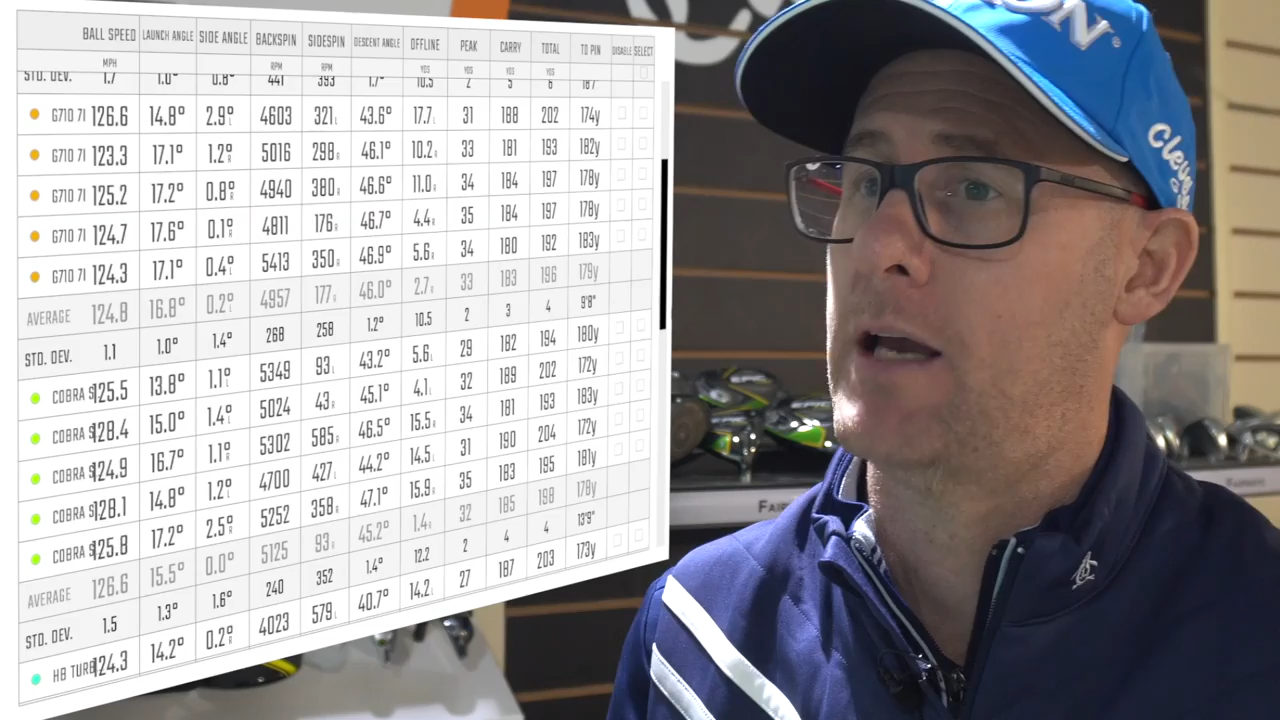 BALL SPEED LAUNCH ANGLE SIDE ANGLE BACKSPIN SIDESPIN DESCENT ANGLE OFFLINE PEAK CARRY TOTAL TO PIN DISABLE SELECT
MPH RPM RPM YDS YDS YDS YDS
STD. DEV. 1.7 1.0° 0.8° 441 393 1.7° 10.5 2 5 6 18'7
G710 7I 126.6 14.8° 2.9° L 4603 321 L 43.6° 17.7 L 31 188 202 174y
G710 7I 123.3 17.1° 1.2° R 5016 298 R 46.1° 10.2 R 33 181 193 182y
G710 7I 125.2 17.2° 0.8° R 4940 380 R 46.6° 11.0 R 34 184 197 178y
G710 7I 124.7 17.6° 0.1° R 4811 176 R 46.7° 4.4 R 35 184 197 178y
G710 7I 124.3 17.1° 0.4° L 5413 350 R 46.9° 5.6 R 34 180 192 183y
AVERAGE 124.8 16.8° 0.2° L 4957 177 R 46.0° 2.7 R 33 183 196 179y
STD. DEV. 1.1 1.0° 1.4° 268 258 1.2° 10.5 2 3 4 9'8"
COBRA S 125.5 13.8° 1.1° L 5349 93 L 43.2° 5.6 L 29 182 194 180y
COBRA S 128.4 15.0° 1.4° L 5024 43 R 45.1° 4.1 L 32 189 202 172y
COBRA S 124.9 16.7° 1.1° R 5302 585 R 46.5° 15.5 R 34 181 193 183y
COBRA S 128.1 14.8° 1.2° L 4700 427 L 44.2° 14.5 L 31 190 204 172y
COBRA S 125.8 17.2° 2.5° R 5252 358 R 47.1° 15.9 R 35 183 195 181y
AVERAGE 126.6 15.5° 0.0° 5125 93 R 45.2° 1.4 R 32 185 198 178y
STD. DEV. 1.5 1.3° 1.6° 240 352 1.4° 12.2 2 4 4 13'9"
HB TURB 124.3 14.2° 0.2° R 4023 579 L 40.7° 14.2 L 27 187 203 173y